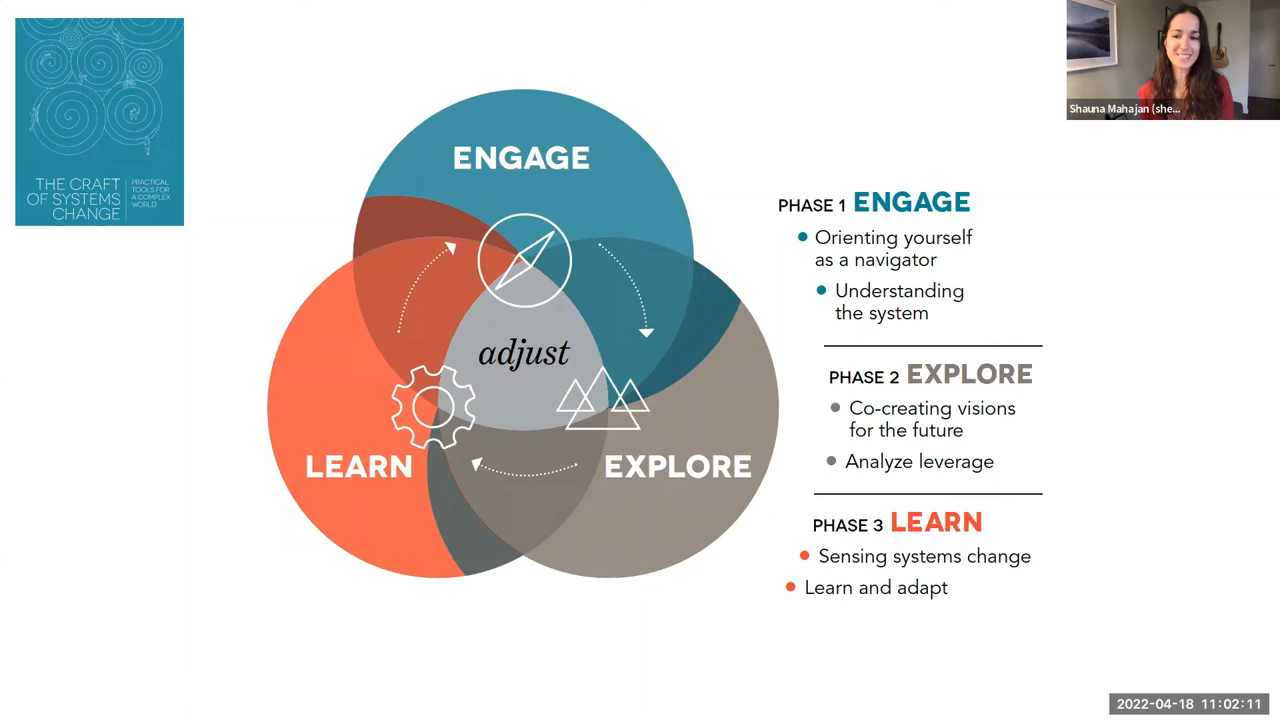 THE CRAFT
OF SYSTEMS
CHANGE
PRACTICAL
TOOLS FOR
A COMPLEX
WORLD
Shauna Mahajan (she...
ENGAGE
adjust
LEARN
EXPLORE
PHASE 1 ENGAGE
Orienting yourself
as a navigator
Understanding
the system
PHASE 2 EXPLORE
Co-creating visions
for the future
Analyze leverage
PHASE 3 LEARN
Sensing systems change
Learn and adapt
2022-04-18 11:02:11